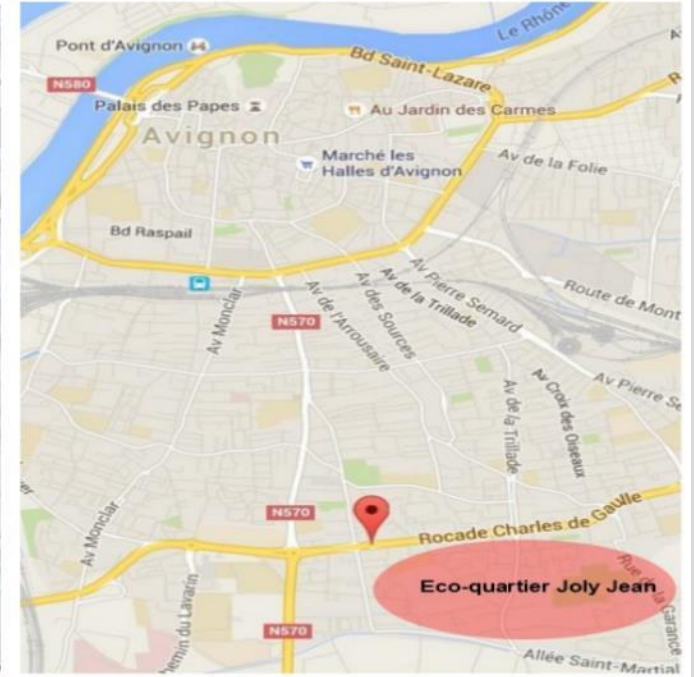 Le Rhône
Pont d'Avignon
Bd Saint-Lazare
N580
Palais des Papes
Au Jardin des Carmes
Avignon
Marché les
Halles d'Avignon
Av de la Folie
Bd Raspail
Av Pierre Semard
Av de la Trillade
Av des Sources
Av de l'Arrousaire
Route de Mont
Av Monclar
N570
Av Pierre Se
Av Croix des Oiseaux
Av de la Trillade
Av Monclar
N570
Rocade Charles de Gaulle
Eco-quartier Joly Jean
Rue de la Garance
hemin du Lavarin
N570
Allée Saint-Martial